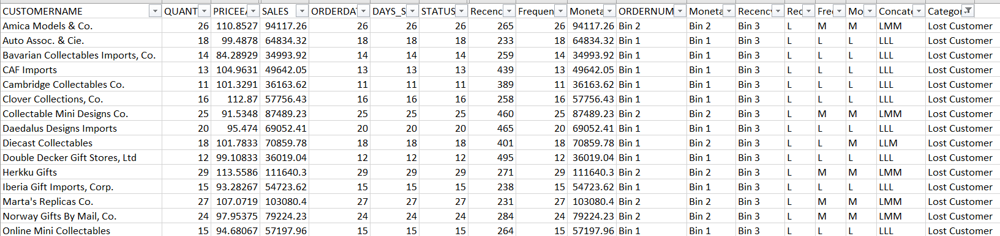 CUSTOMERNAME QUANT PRICEEA SALES ORDERDA DAYS_S STATUS Recenc Frequen Moneta ORDERNUM Moneta Recency Rec Fre Mo Concate Categor
Amica Models & Co. 26 110.8527 94117.26 26 26 26 265 26 94117.26 Bin 2 Bin 2 Bin 3 L M M LMM Lost Customer
Auto Assoc. & Cie. 18 99.4878 64834.32 18 18 18 233 18 64834.32 Bin 1 Bin 1 Bin 3 L L L LLL Lost Customer
Bavarian Collectables Imports, Co. 14 84.28929 34993.92 14 14 14 259 14 34993.92 Bin 1 Bin 1 Bin 3 L L L LLL Lost Customer
CAF Imports 13 104.9631 49642.05 13 13 13 439 13 49642.05 Bin 1 Bin 1 Bin 3 L L L LLL Lost Customer
Cambridge Collectables Co. 11 101.3291 36163.62 11 11 11 389 11 36163.62 Bin 1 Bin 1 Bin 3 L L L LLL Lost Customer
Clover Collections, Co. 16 112.87 57756.43 16 16 16 258 16 57756.43 Bin 1 Bin 1 Bin 3 L L L LLL Lost Customer
Collectable Mini Designs Co. 25 91.5348 87489.23 25 25 25 460 25 87489.23 Bin 2 Bin 2 Bin 3 L M M LMM Lost Customer
Daedalus Designs Imports 20 95.474 69052.41 20 20 20 465 20 69052.41 Bin 1 Bin 1 Bin 3 L L L LLL Lost Customer
Diecast Collectables 18 101.7833 70859.78 18 18 18 401 18 70859.78 Bin 1 Bin 2 Bin 3 L L M LLM Lost Customer
Double Decker Gift Stores, Ltd 12 99.10833 36019.04 12 12 12 495 12 36019.04 Bin 1 Bin 1 Bin 3 L L L LLL Lost Customer
Herkku Gifts 29 113.5586 111640.3 29 29 29 271 29 111640.3 Bin 2 Bin 2 Bin 3 L M M LMM Lost Customer
Iberia Gift Imports, Corp. 15 93.28267 54723.62 15 15 15 238 15 54723.62 Bin 1 Bin 1 Bin 3 L L L LLL Lost Customer
Marta's Replicas Co. 27 107.0719 103080.4 27 27 27 231 27 103080.4 Bin 2 Bin 2 Bin 3 L M M LMM Lost Customer
Norway Gifts By Mail, Co. 24 97.95375 79224.23 24 24 24 284 24 79224.23 Bin 2 Bin 2 Bin 3 L M M LMM Lost Customer
Online Mini Collectables 15 94.68067 57197.96 15 15 15 264 15 57197.96 Bin 1 Bin 1 Bin 3 L L L LLL Lost Customer